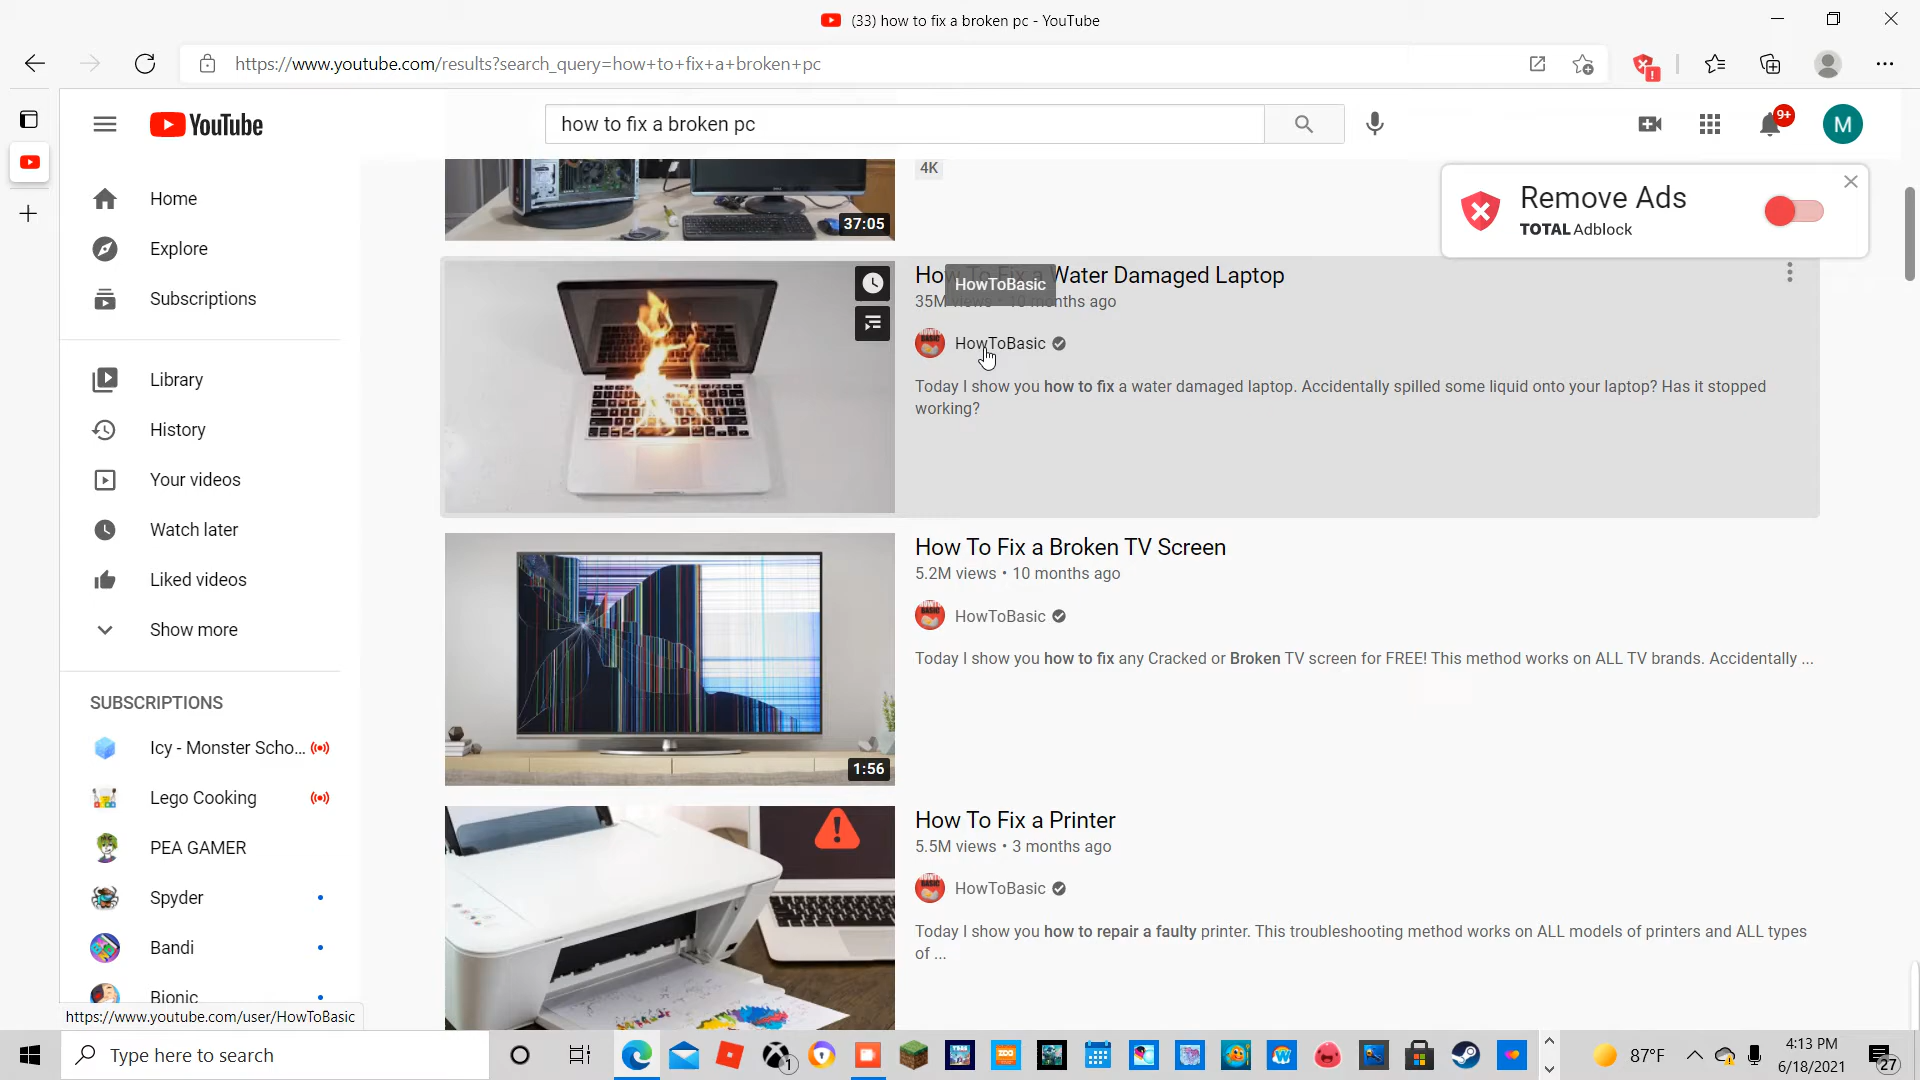 (33) how to fix a broken pc - YouTube
https://www.youtube.com/results?search_query=how+to+fix+a+broken+pc
YouTube
how to fix a broken pc
9+
M
Home
Explore
Subscriptions
Library
History
Your videos
Watch later
Liked videos
Show more
SUBSCRIPTIONS
Icy - Monster Scho...
Lego Cooking
PEA GAMER
Spyder
Bandi
Bionic
https://www.youtube.com/user/HowToBasic
37:05
4K
Remove Ads
TOTAL Adblock
How To Fix a Water Damaged Laptop
HowToBasic
35M views • 10 months ago
HowToBasic
Today I show you how to fix a water damaged laptop. Accidentally spilled some liquid onto your laptop? Has it stopped
working?
1:56
How To Fix a Broken TV Screen
5.2M views • 10 months ago
HowToBasic
Today I show you how to fix any Cracked or Broken TV screen for FREE! This method works on ALL TV brands. Accidentally ...
How To Fix a Printer
5.5M views • 3 months ago
HowToBasic
Today I show you how to repair a faulty printer. This troubleshooting method works on ALL models of printers and ALL types
of ...
Type here to search
1
87°F
4:13 PM
6/18/2021
27